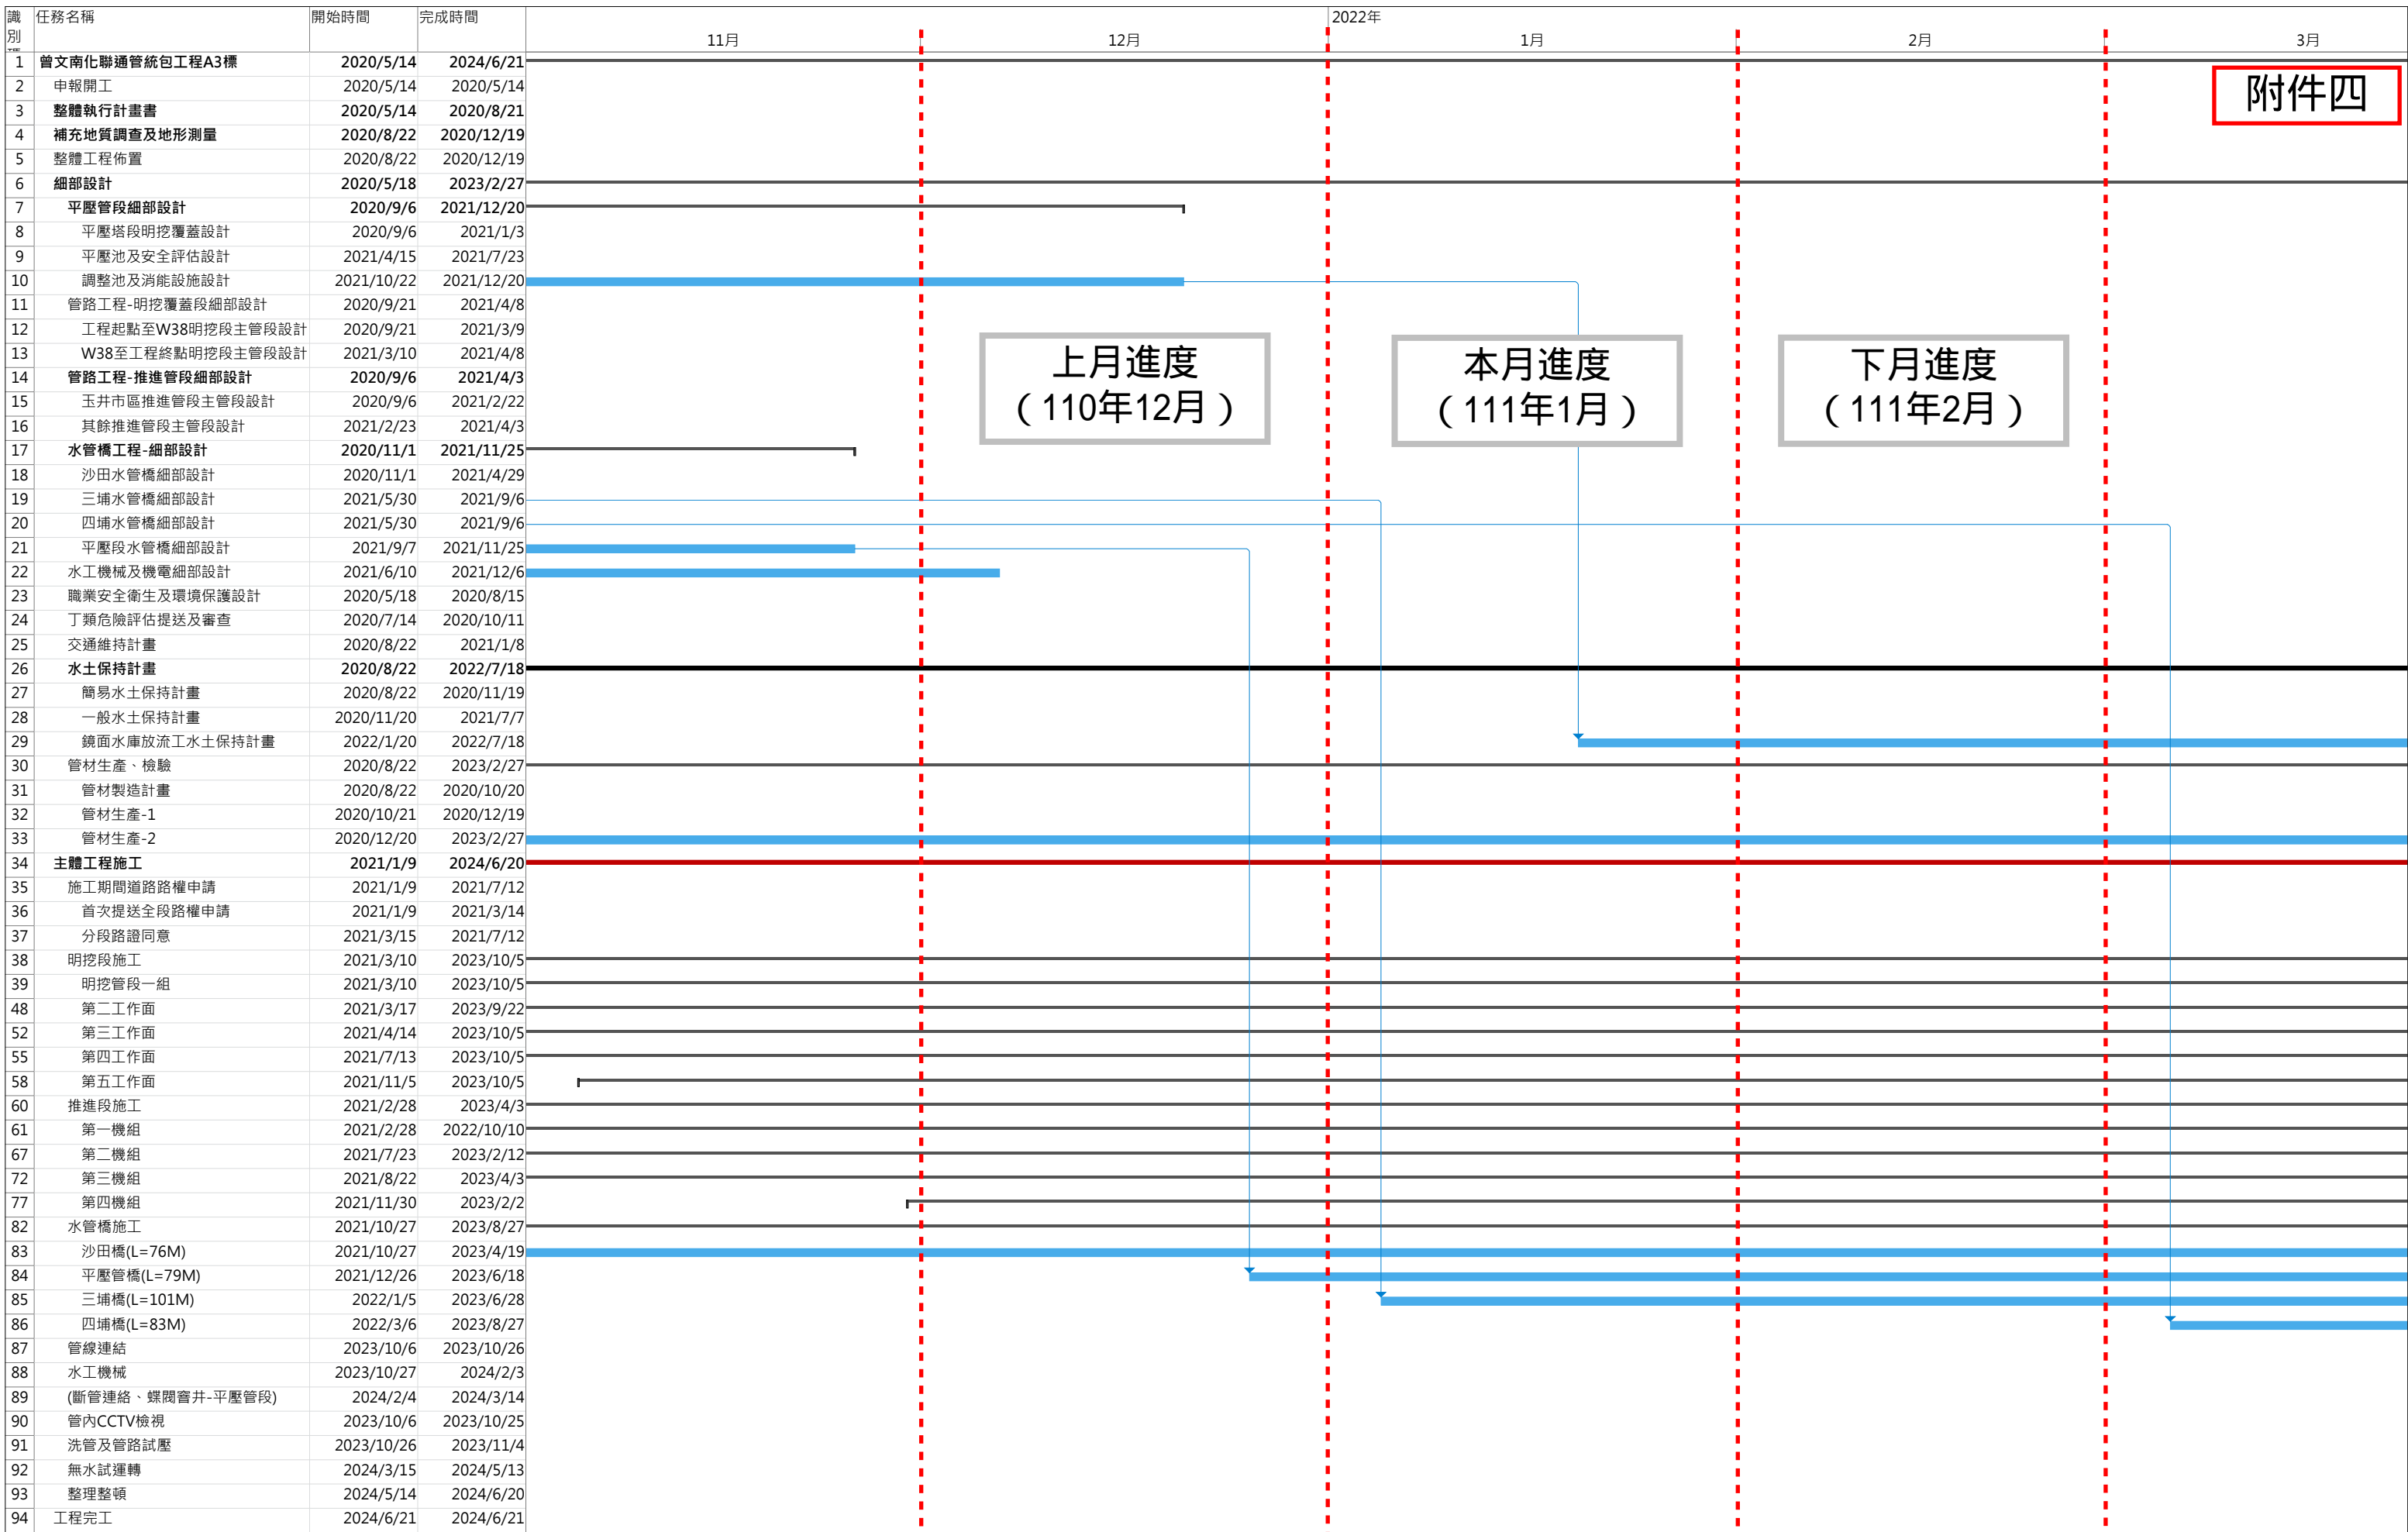 識別碼 任務名稱 開始時間 完成時間 2022年
11月 12月 1月 2月 3月
附件四
1 曾文南化聯通管統包工程A3標 2020/5/14 2024/6/21
2 申報開工 2020/5/14 2020/5/14
3 整體執行計畫書 2020/5/14 2020/8/21
4 補充地質調查及地形測量 2020/8/22 2020/12/19
5 整體工程佈置 2020/8/22 2020/12/19
6 細部設計 2020/5/18 2023/2/27
7 平壓管段細部設計 2020/9/6 2021/12/20
8 平壓塔段明挖覆蓋設計 2020/9/6 2021/1/3
9 平壓池及安全評估設計 2021/4/15 2021/7/23
10 調整池及消能設施設計 2021/10/22 2021/12/20
11 管路工程-明挖覆蓋段細部設計 2020/9/21 2021/4/8
12 工程起點至W38明挖段主管段設計 2020/9/21 2021/3/9
13 W38至工程終點明挖段主管段設計 2021/3/10 2021/4/8
14 管路工程-推進管段細部設計 2020/9/6 2021/4/3
15 玉井市區推進管段主管段設計 2020/9/6 2021/2/22
16 其餘推進管段主管段設計 2021/2/23 2021/4/3
上月進度
（110年12月）
本月進度
（111年1月）
下月進度
（111年2月）
17 水管橋工程-細部設計 2020/11/1 2021/11/25
18 沙田水管橋細部設計 2020/11/1 2021/4/29
19 三埔水管橋細部設計 2021/5/30 2021/9/6
20 四埔水管橋細部設計 2021/5/30 2021/9/6
21 平壓段水管橋細部設計 2021/9/7 2021/11/25
22 水工機械及機電細部設計 2021/6/10 2021/12/6
23 職業安全衛生及環境保護設計 2020/5/18 2020/8/15
24 丁類危險評估提送及審查 2020/7/14 2020/10/11
25 交通維持計畫 2020/8/22 2021/1/8
26 水土保持計畫 2020/8/22 2022/7/18
27 簡易水土保持計畫 2020/8/22 2020/11/19
28 一般水土保持計畫 2020/11/20 2021/7/7
29 鏡面水庫放流工水土保持計畫 2022/1/20 2022/7/18
30 管材生產、檢驗 2020/8/22 2023/2/27
31 管材製造計畫 2020/8/22 2020/10/20
32 管材生產-1 2020/10/21 2020/12/19
33 管材生產-2 2020/12/20 2023/2/27
34 主體工程施工 2021/1/9 2024/6/20
35 施工期間道路路權申請 2021/1/9 2021/7/12
36 首次提送全段路權申請 2021/1/9 2021/3/14
37 分段路證同意 2021/3/15 2021/7/12
38 明挖段施工 2021/3/10 2023/10/5
39 明挖管段一組 2021/3/10 2023/10/5
48 第二工作面 2021/3/17 2023/9/22
52 第三工作面 2021/4/14 2023/10/5
55 第四工作面 2021/7/13 2023/10/5
58 第五工作面 2021/11/5 2023/10/5
60 推進段施工 2021/2/28 2023/4/3
61 第一機組 2021/2/28 2022/10/10
67 第二機組 2021/7/23 2023/2/12
72 第三機組 2021/8/22 2023/4/3
77 第四機組 2021/11/30 2023/2/2
82 水管橋施工 2021/10/27 2023/8/27
83 沙田橋(L=76M) 2021/10/27 2023/4/19
84 平壓管橋(L=79M) 2021/12/26 2023/6/18
85 三埔橋(L=101M) 2022/1/5 2023/6/28
86 四埔橋(L=83M) 2022/3/6 2023/8/27
87 管線連結 2023/10/6 2023/10/26
88 水工機械 2023/10/27 2024/2/3
89 (斷管連絡、蝶閥窨井-平壓管段) 2024/2/4 2024/3/14
90 管內CCTV檢視 2023/10/6 2023/10/25
91 洗管及管路試壓 2023/10/26 2023/11/4
92 無水試運轉 2024/3/15 2024/5/13
93 整理整頓 2024/5/14 2024/6/20
94 工程完工 2024/6/21 2024/6/21